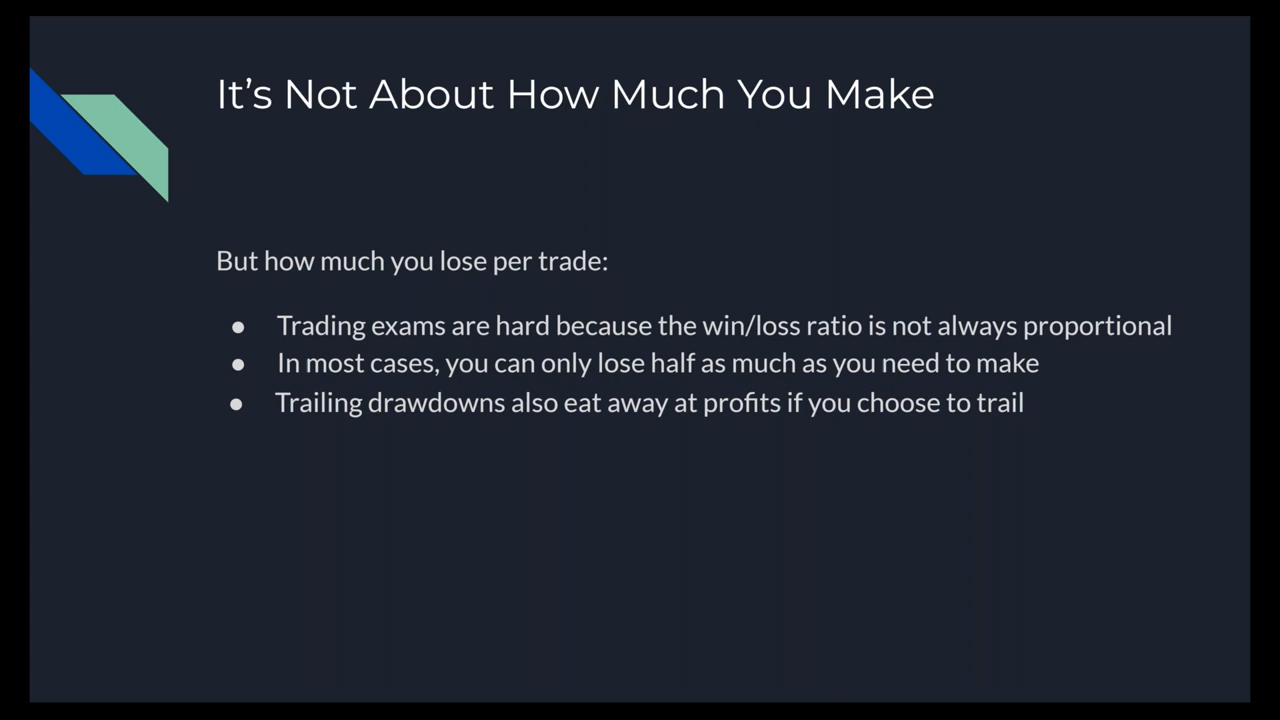 It’s Not About How Much You Make
But how much you lose per trade:
● Trading exams are hard because the win/loss ratio is not always proportional
● In most cases, you can only lose half as much as you need to make
● Trailing drawdowns also eat away at profits if you choose to trail